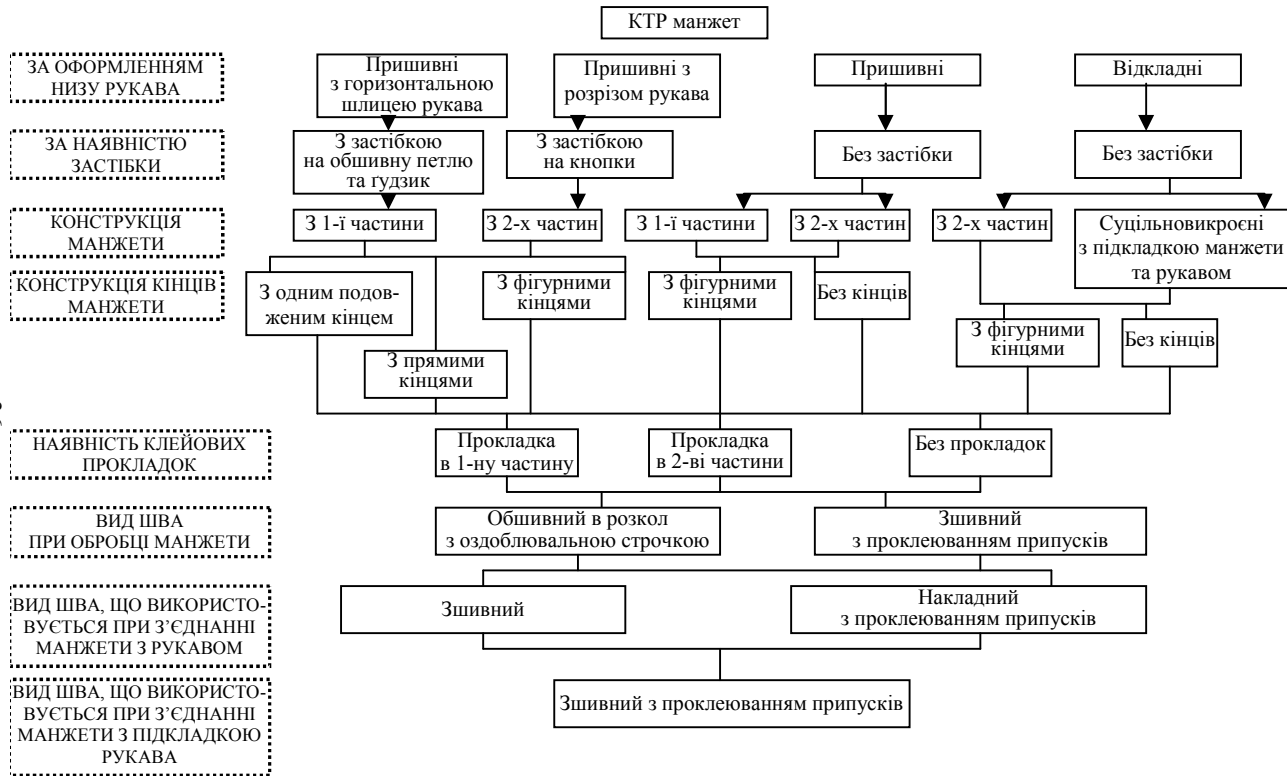 КТР манжет
ЗА ОФОРМЛЕННЯМ
НИЗУ РУКАВА
Пришивні
з горизонтальною
шлицею рукава
Пришивні з
розрізом рукава
Пришивні
Відкладні
ЗА НАЯВНІСТЮ
ЗАСТІБКИ
З застібкою
на обшивну петлю
та ґудзик
З застібкою
на кнопки
Без застібки
Без застібки
КОНСТРУКЦІЯ
МАНЖЕТИ
З 1-ї частини
З 2-х частин
З 1-ї частини
З 2-х частин
З 2-х частин
Суцільновикроєні
з підкладкою манжети
та рукавом
КОНСТРУКЦІЯ КІНЦІВ
МАНЖЕТИ
З одним подов-
женим кінцем
З фігурними
кінцями
З фігурними
кінцями
Без кінців
З фігурними
кінцями
Без кінців
З прямими
кінцями
НАЯВНІСТЬ КЛЕЙОВИХ
ПРОКЛАДОК
Прокладка
в 1-ну частину
Прокладка
в 2-ві частини
Без прокладок
ВИД ШВА
ПРИ ОБРОБЦІ МАНЖЕТИ
Обшивний в розкол
з оздоблювальною строчкою
Зшивний
з проклеюванням припусків
ВИД ШВА, ЩО ВИКОРИСТО-
ВУЄТЬСЯ ПРИ З’ЄДНАННІ
МАНЖЕТИ З РУКАВОМ
Зшивний
Накладний
з проклеюванням припусків
ВИД ШВА, ЩО ВИКОРИСТО-
ВУЄТЬСЯ ПРИ З’ЄДНАННІ
МАНЖЕТИ З ПІДКЛАДКОЮ
РУКАВА
Зшивний з проклеюванням припусків